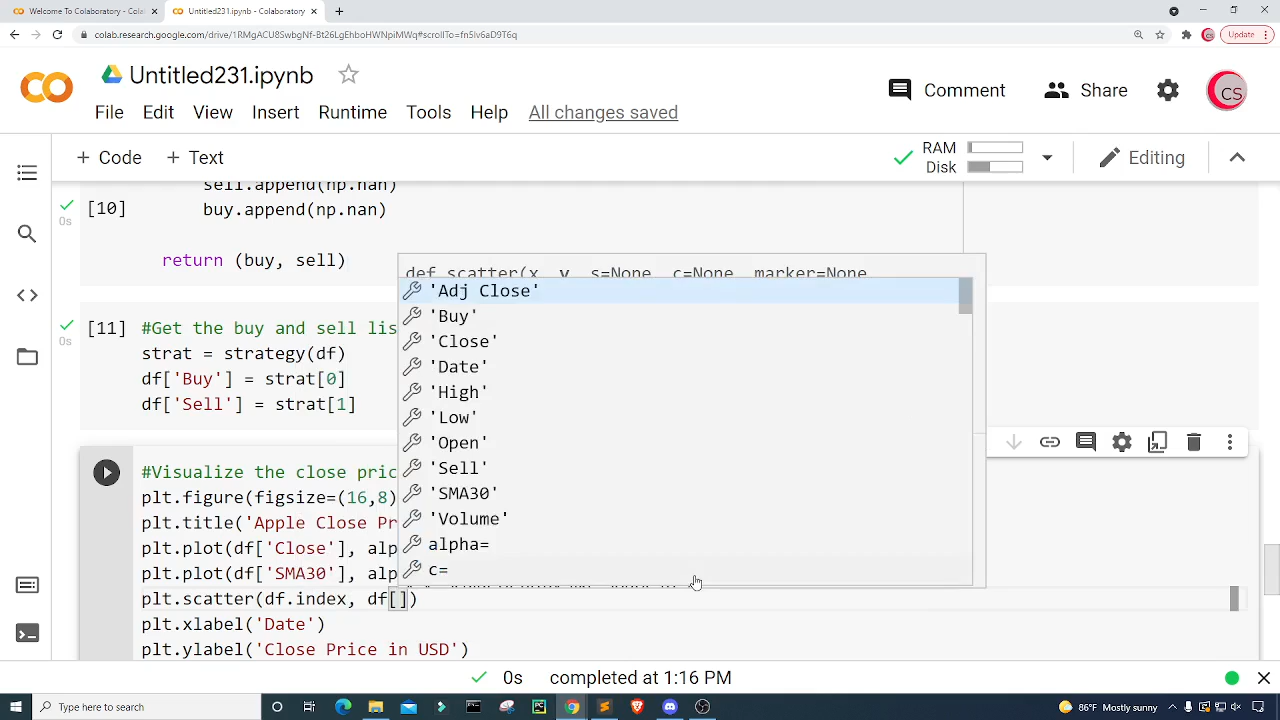 Welcome To Colaboratory - Colab
Untitled231.ipynb - Colaboratory
colab.research.google.com/drive/1RMgACU8SwbgNf-Bt26LgEhboHWNpiMWq#scrollTo=fn5lv6aD9T6q
Update
Untitled231.ipynb
Comment
Share
CS
File Edit View Insert Runtime Tools Help All changes saved
+ Code + Text
RAM
Disk
Editing
sell.append(np.nan)
[10] buy.append(np.nan)
0s
return (buy, sell)
def scatter(x, y, s=None, c=None, marker=None,
'Adj Close'
'Buy'
'Close'
'Date'
'High'
'Low'
'Open'
'Sell'
'SMA30'
'Volume'
alpha=
c=
[11] #Get the buy and sell lis
0s
strat = strategy(df)
df['Buy'] = strat[0]
df['Sell'] = strat[1]
#Visualize the close pric
plt.figure(figsize=(16,8)
plt.title('Apple Close Pr
plt.plot(df['Close'], alp
plt.plot(df['SMA30'], alp
plt.scatter(df.index, df[])
plt.xlabel('Date')
plt.ylabel('Close Price in USD')
0s completed at 1:16 PM
Type here to search
86°F Mostly sunny